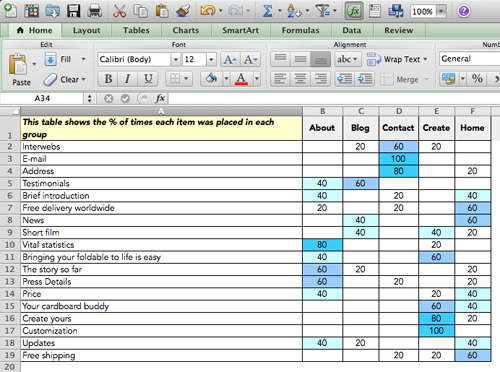 100%
Home Layout Tables Charts SmartArt Formulas Data Review
Edit Font Alignment
Paste Fill Clear
Calibri (Body) 12
B I U A
abc Wrap Text
Merge
General
%
A34 fx
A B C D E F
1 This table shows the % of times each item was placed in each group About Blog Contact Create Home
2 Interwebs 20 60 20
3 E-mail 100
4 Address 80 20
5 Testimonials 40 60
6 Brief introduction 40 20 40
7 Free delivery worldwide 20 20 60
8 News 40 60
9 Short film 40 40 20
10 Vital statistics 80 20
11 Bringing your foldable to life is easy 40 60
12 The story so far 60 20 20
13 Press Details 60 20 20
14 Price 40 20 40
15 Your cardboard buddy 60 40
16 Create yours 80 20
17 Customization 100
18 Updates 40 20 40
19 Free shipping 20 20 60
20